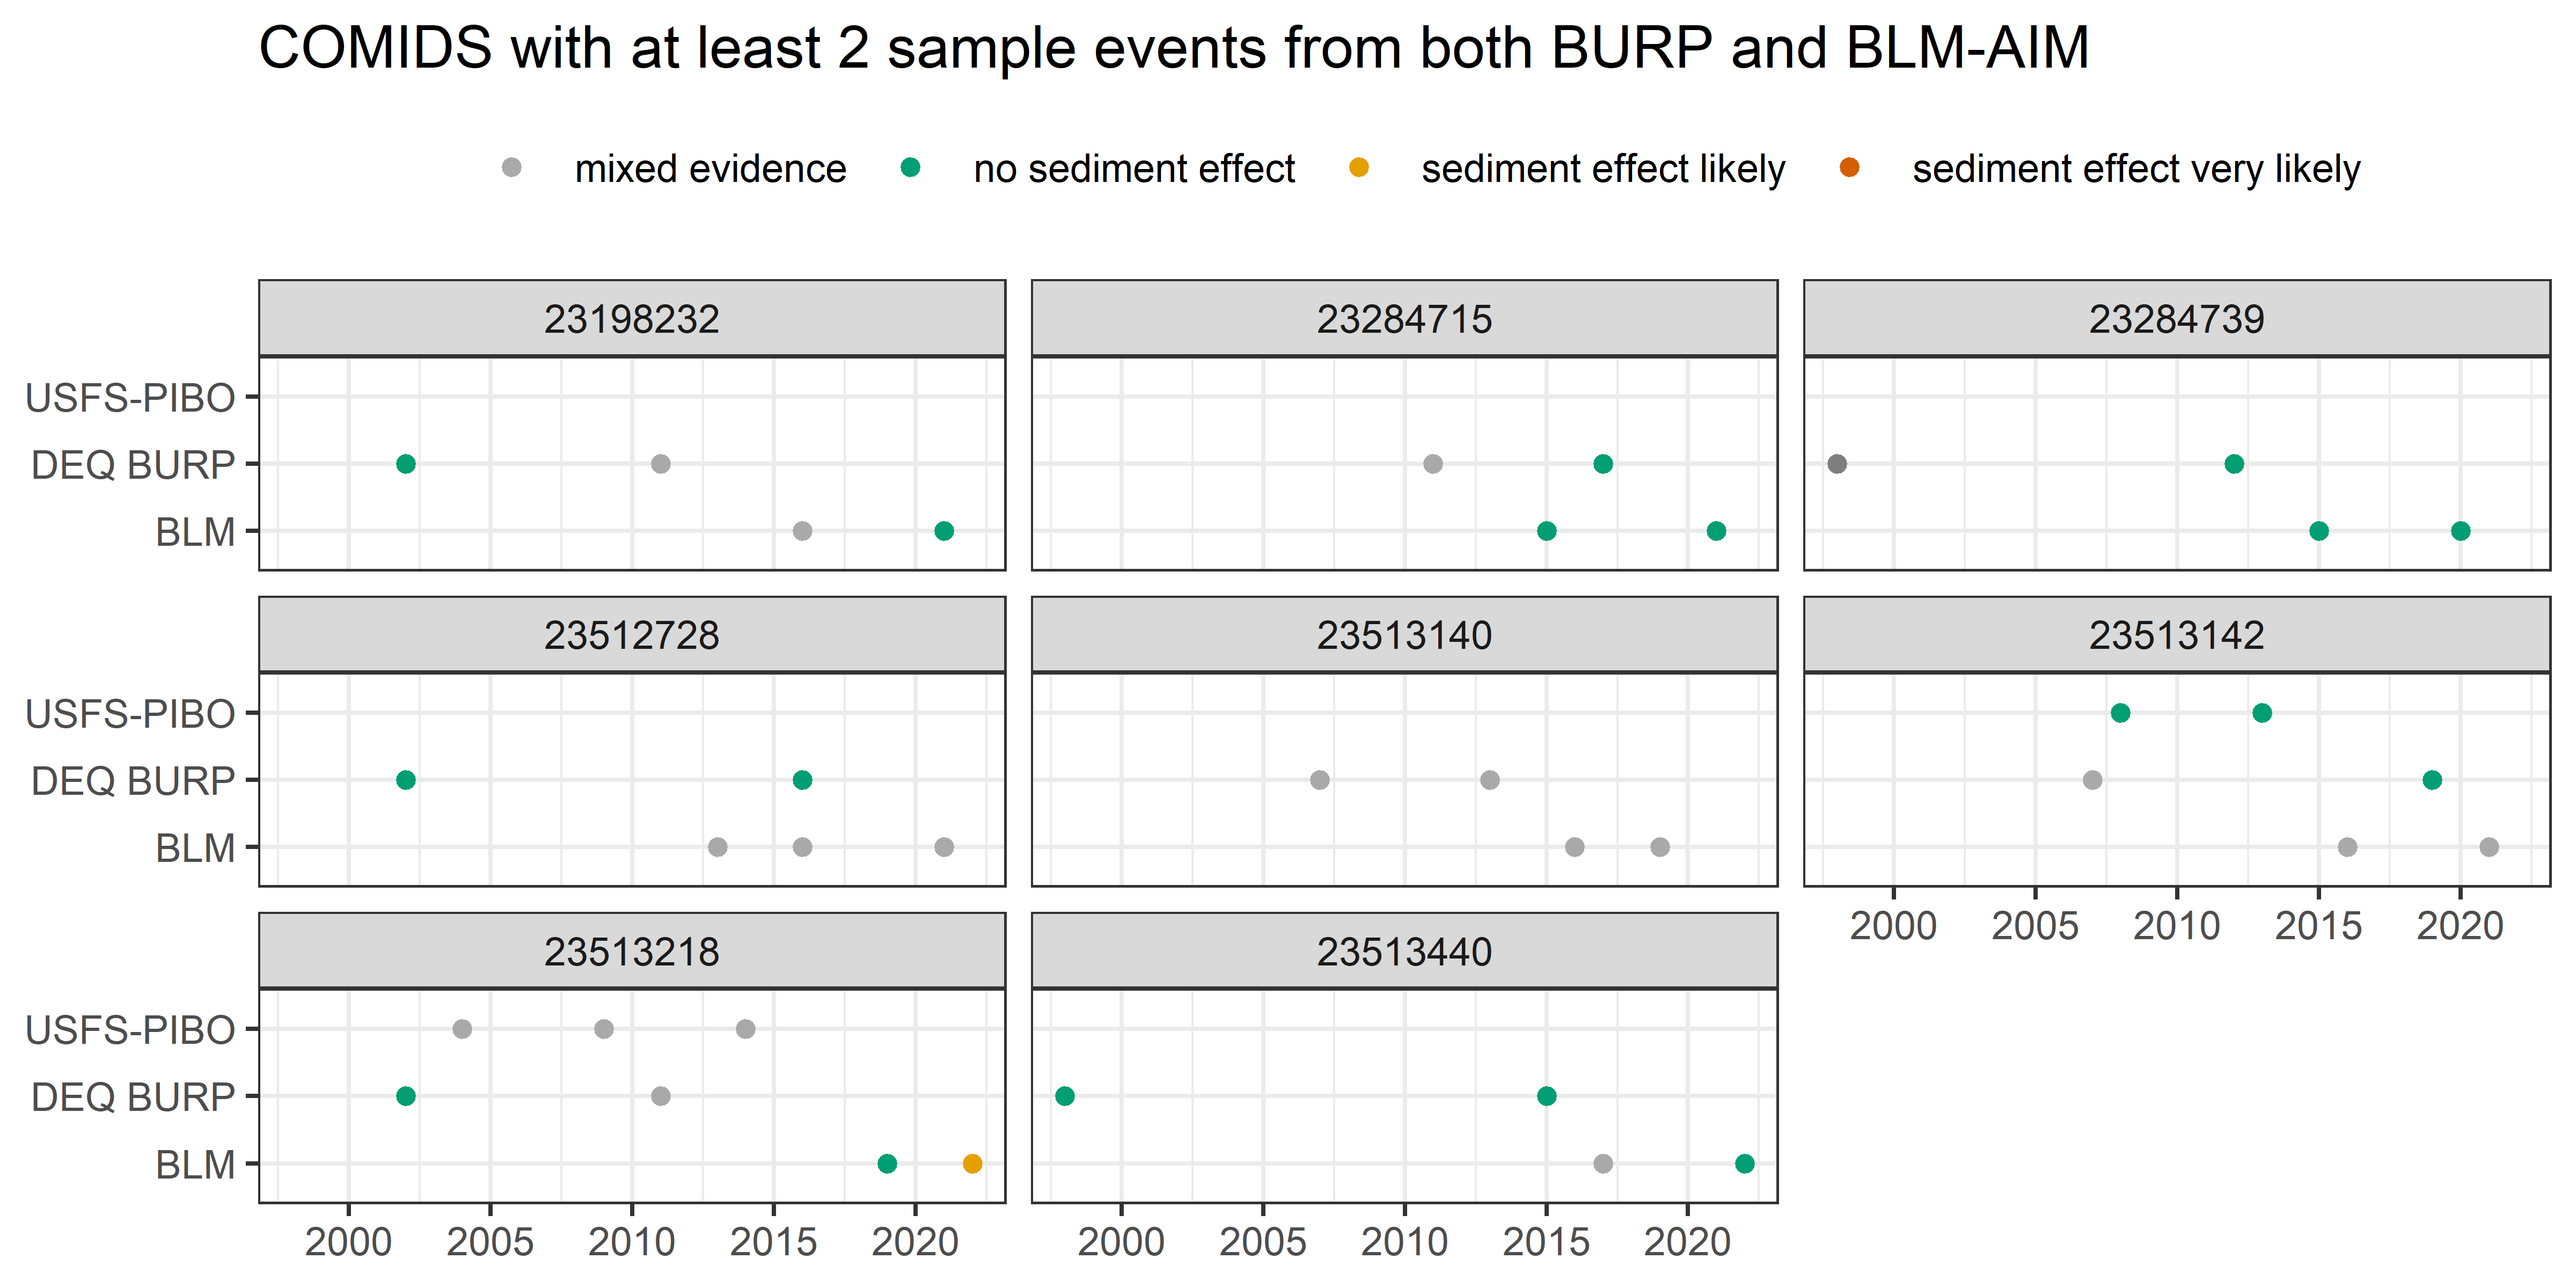 COMIDS with at least 2 sample events from both BURP and BLM-AIM
mixed evidence no sediment effect sediment effect likely sediment effect very likely
23198232 23284715 23284739
USFS-PIBO
DEQ BURP
BLM
23512728 23513140 23513142
USFS-PIBO
DEQ BURP
BLM
2000 2005 2010 2015 2020
23513218 23513440
USFS-PIBO
DEQ BURP
BLM
2000 2005 2010 2015 2020 2000 2005 2010 2015 2020